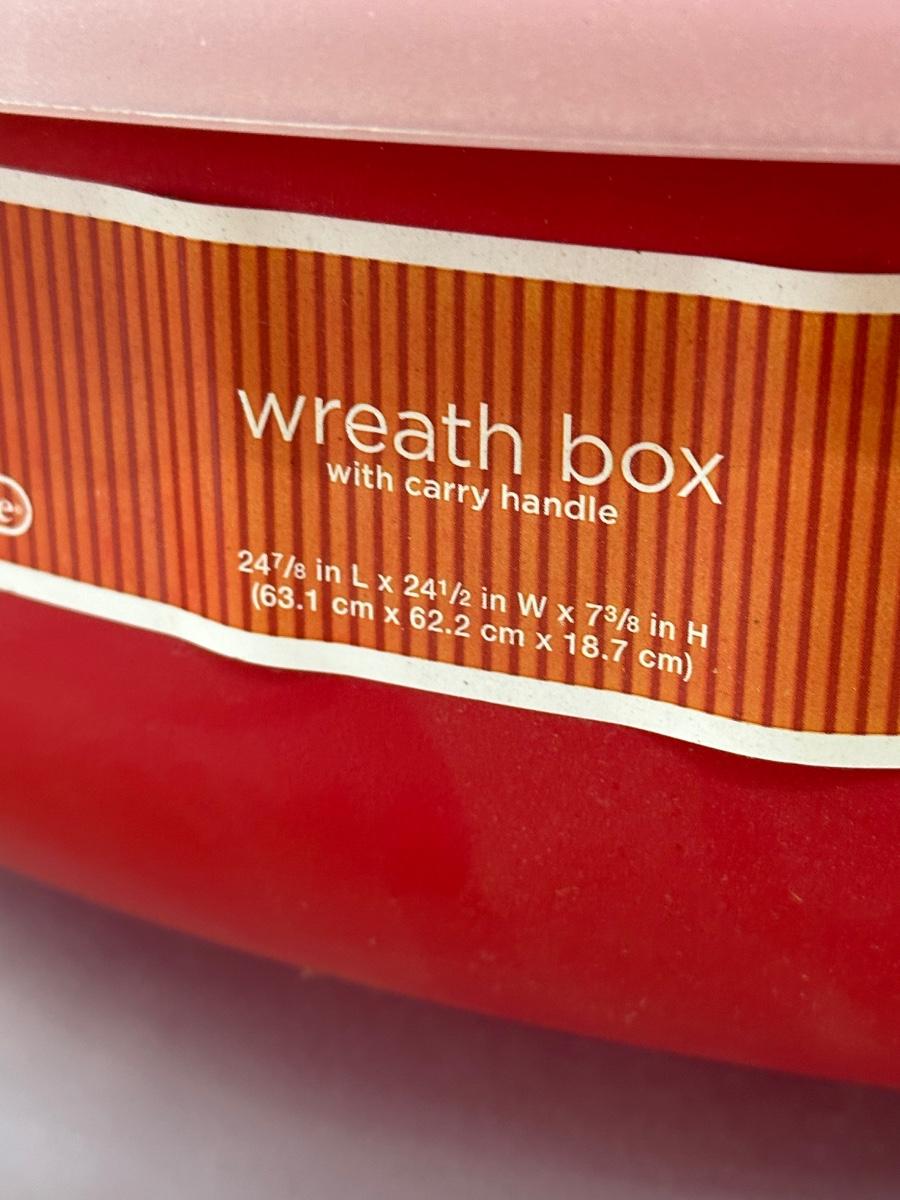 wreath box
with carry handle
24⁷/₈ in L x 24¹/₂ in W x 7³/₈ in H
(63.1 cm x 62.2 cm x 18.7 cm)